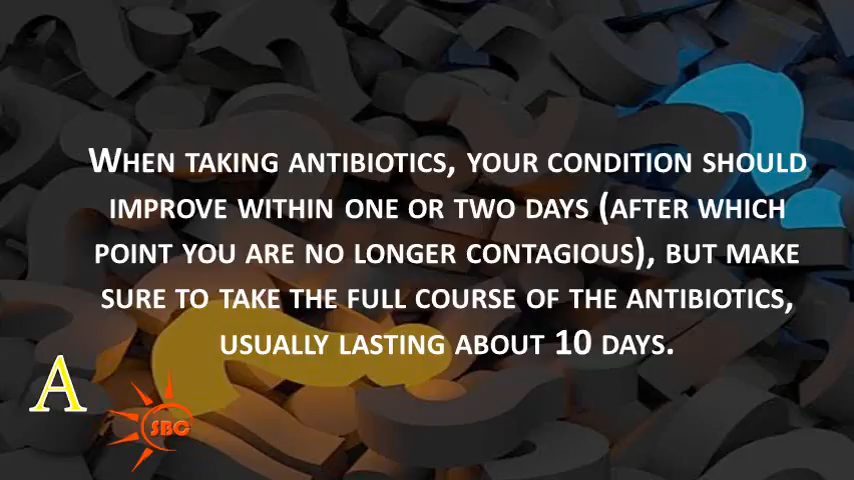 When taking antibiotics, your condition should
improve within one or two days (after which
point you are no longer contagious), but make
sure to take the full course of the antibiotics,
usually lasting about 10 days.
A
SBC